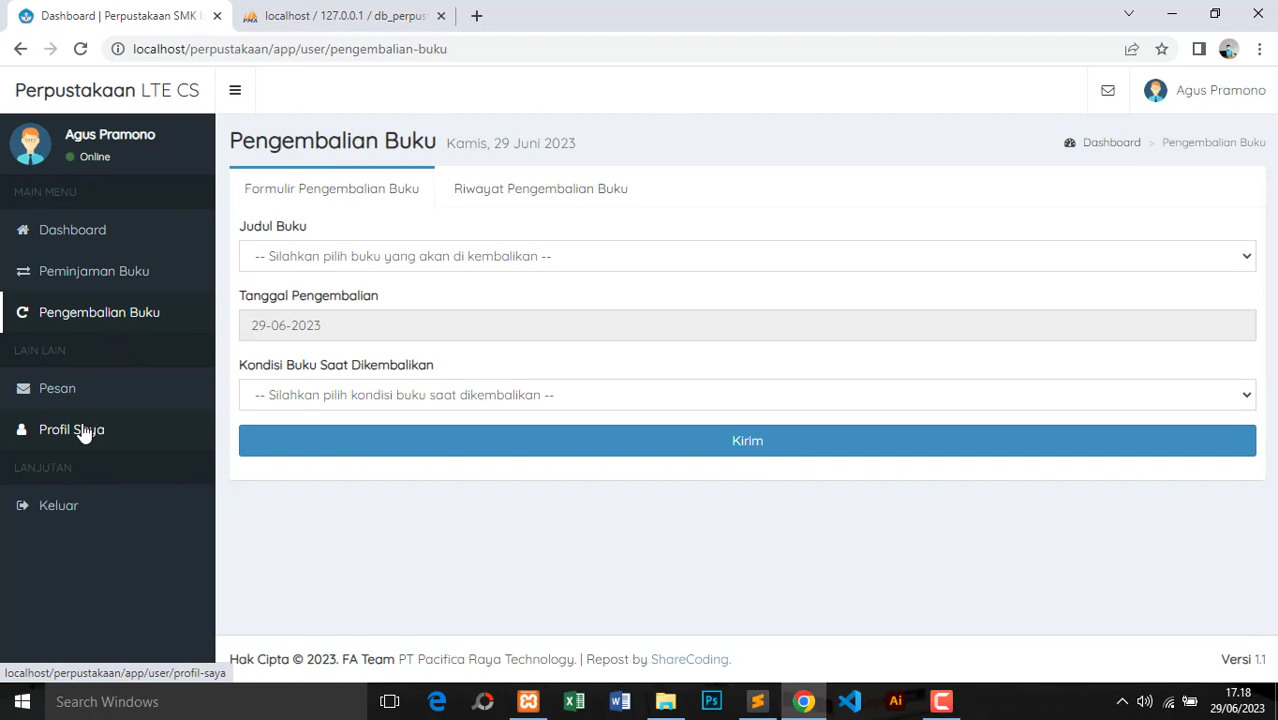 Dashboard | Perpustakaan SMK I
localhost / 127.0.0.1 / db_perpus
localhost/perpustakaan/app/user/pengembalian-buku
Perpustakaan LTE CS
Agus Pramono
Agus Pramono
Online
MAIN MENU
Dashboard
Peminjaman Buku
Pengembalian Buku
LAIN LAIN
Pesan
Profil Saya
LANJUTAN
Keluar
Pengembalian Buku Kamis, 29 Juni 2023
Dashboard > Pengembalian Buku
Formulir Pengembalian Buku
Riwayat Pengembalian Buku
Judul Buku
-- Silahkan pilih buku yang akan di kembalikan --
Tanggal Pengembalian
29-06-2023
Kondisi Buku Saat Dikembalikan
-- Silahkan pilih kondisi buku saat dikembalikan --
Kirim
Hak Cipta © 2023. FA Team PT Pacifica Raya Technology. | Repost by ShareCoding.
Versi 1.1
localhost/perpustakaan/app/user/profil-saya
Search Windows
Ps
Ai
17.18
29/06/2023